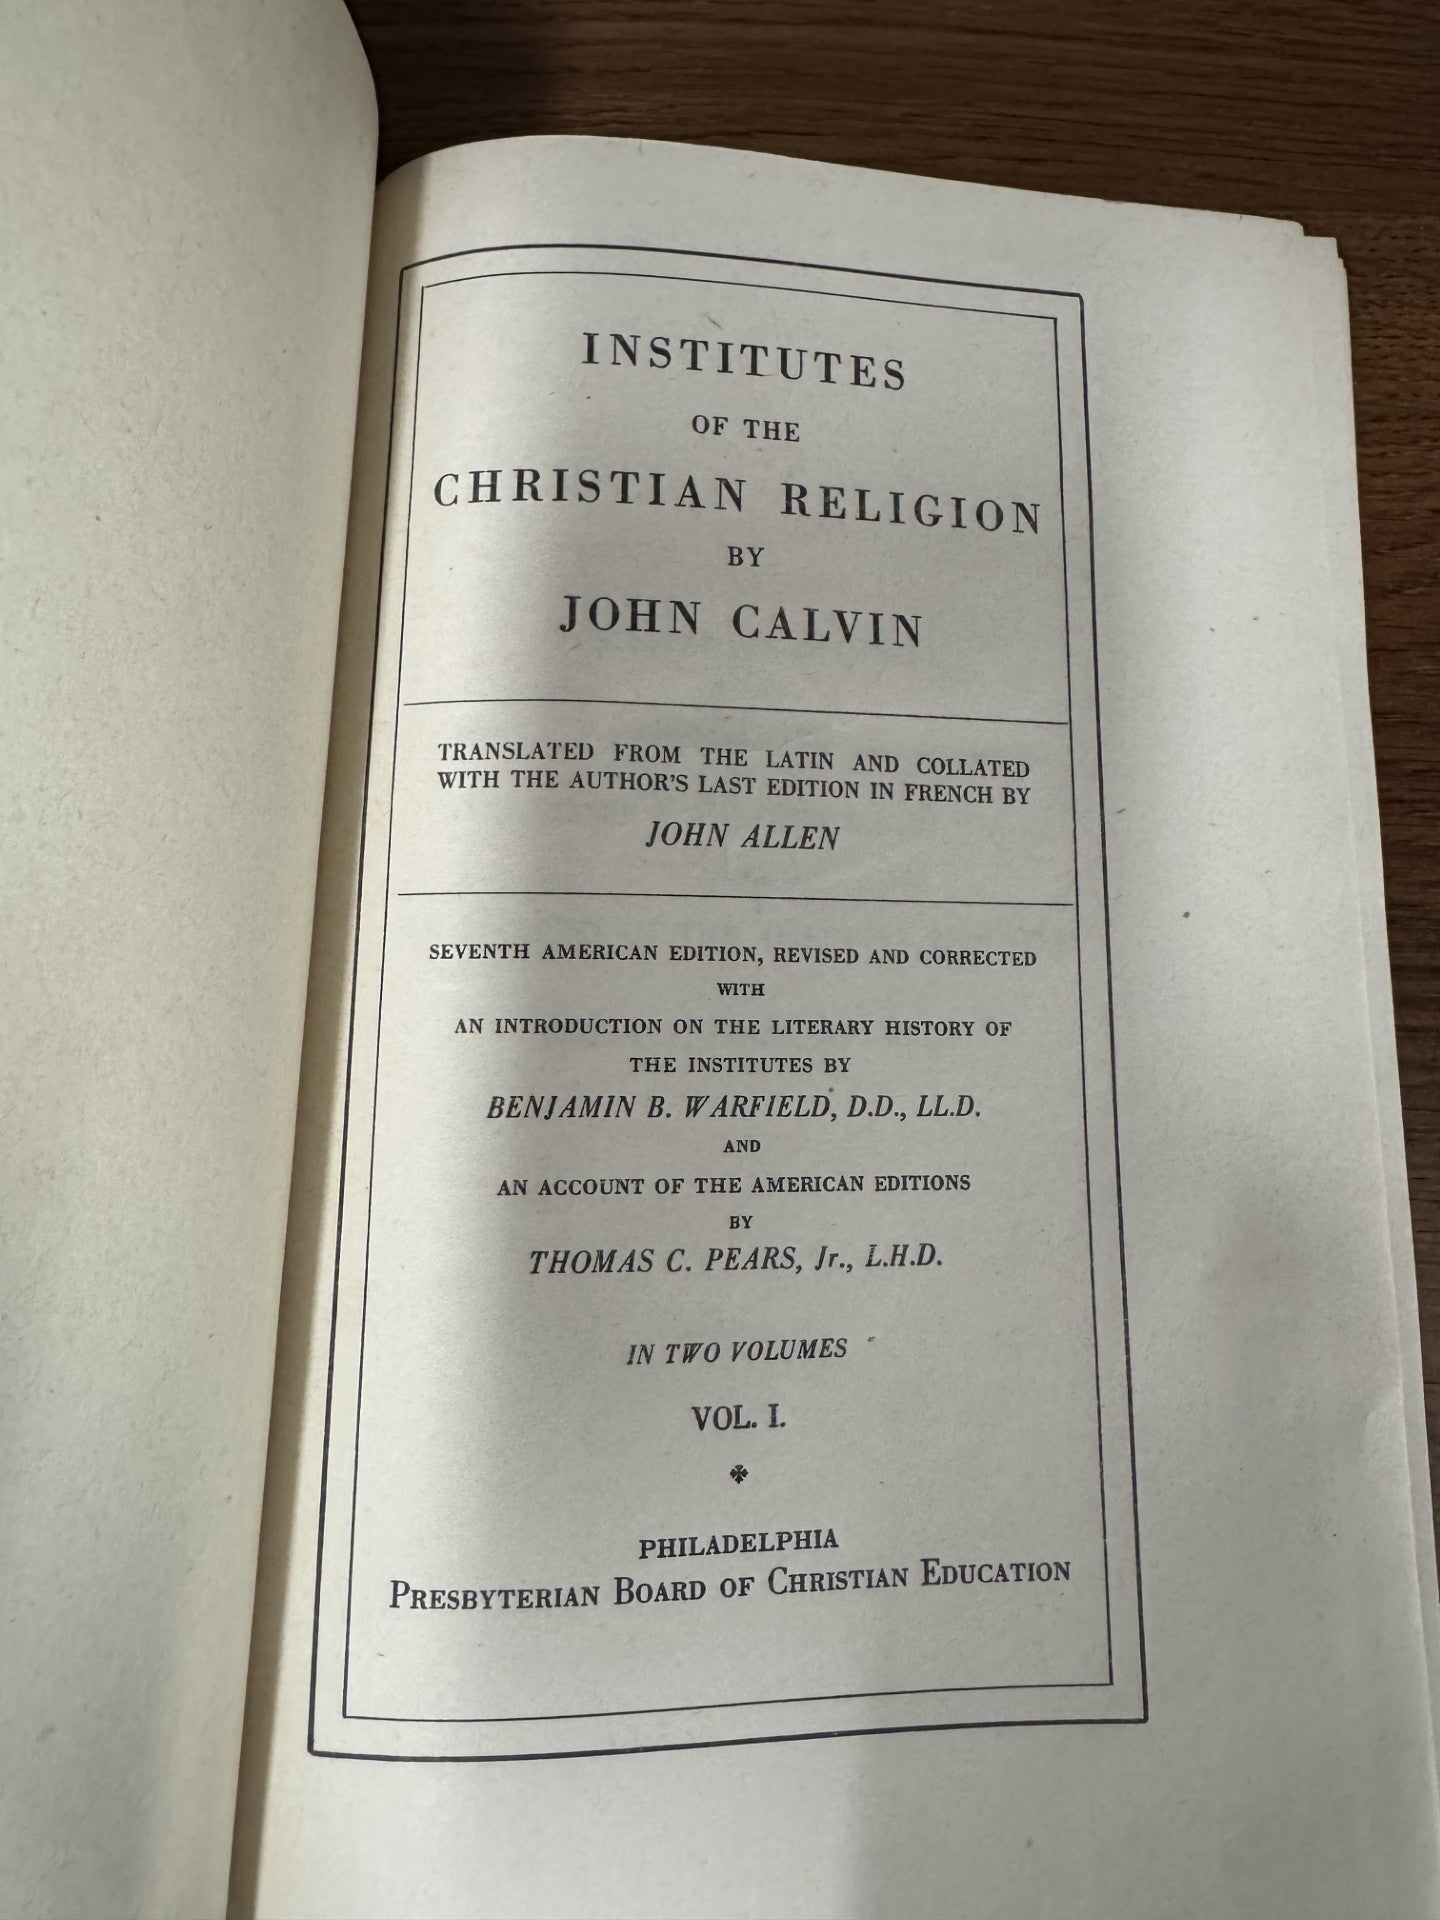 INSTITUTES
OF THE
CHRISTIAN RELIGION
BY
JOHN CALVIN
TRANSLATED FROM THE LATIN AND COLLATED
WITH THE AUTHOR'S LAST EDITION IN FRENCH BY
JOHN ALLEN
SEVENTH AMERICAN EDITION, REVISED AND CORRECTED
WITH
AN INTRODUCTION ON THE LITERARY HISTORY OF
THE INSTITUTES BY
BENJAMIN B. WARFIELD, D.D., LL.D.
AND
AN ACCOUNT OF THE AMERICAN EDITIONS
BY
THOMAS C. PEARS, Jr., L.H.D.
IN TWO VOLUMES
VOL. I.
PHILADELPHIA
PRESBYTERIAN BOARD OF CHRISTIAN EDUCATION